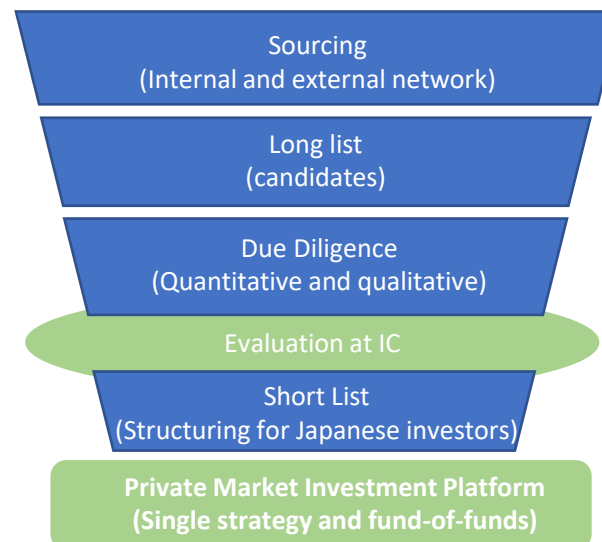 Sourcing
(Internal and external network)
Long list
(candidates)
Due Diligence
(Quantitative and qualitative)
Evaluation at IC
Short List
(Structuring for Japanese investors)
Private Market Investment Platform
(Single strategy and fund-of-funds)